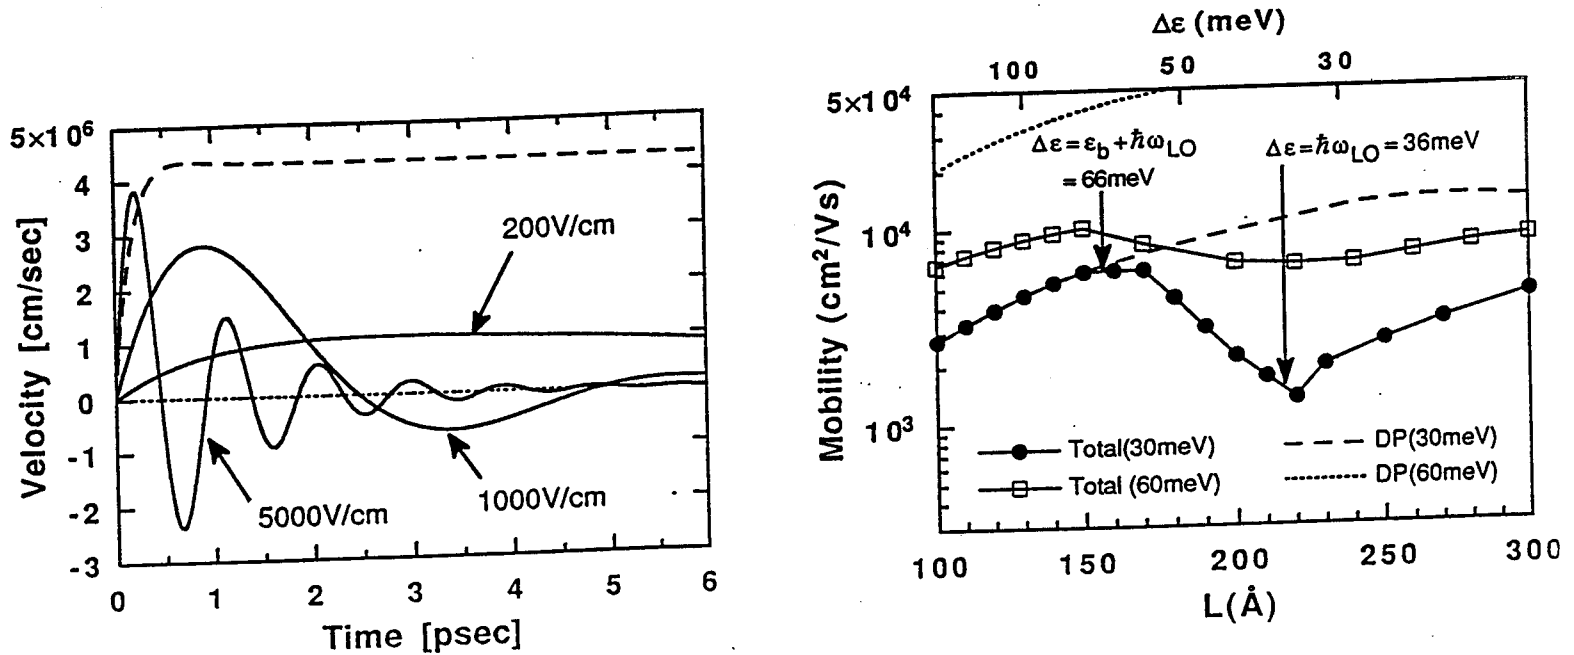 5×10⁶
4
3
2
1
0
-1
-2
-3
Velocity [cm/sec]
200V/cm
1000V/cm
5000V/cm
0 1 2 3 4 5 6
Time [psec]
Δε (meV)
100 50 30
5×10⁴
10⁴
10³
Mobility (cm²/Vs)
Δε=ε_b+ħω_LO
=66meV
Δε=ħω_LO=36meV
Total(30meV)
Total (60meV)
DP(30meV)
DP(60meV)
100 150 200 250 300
L(Å)